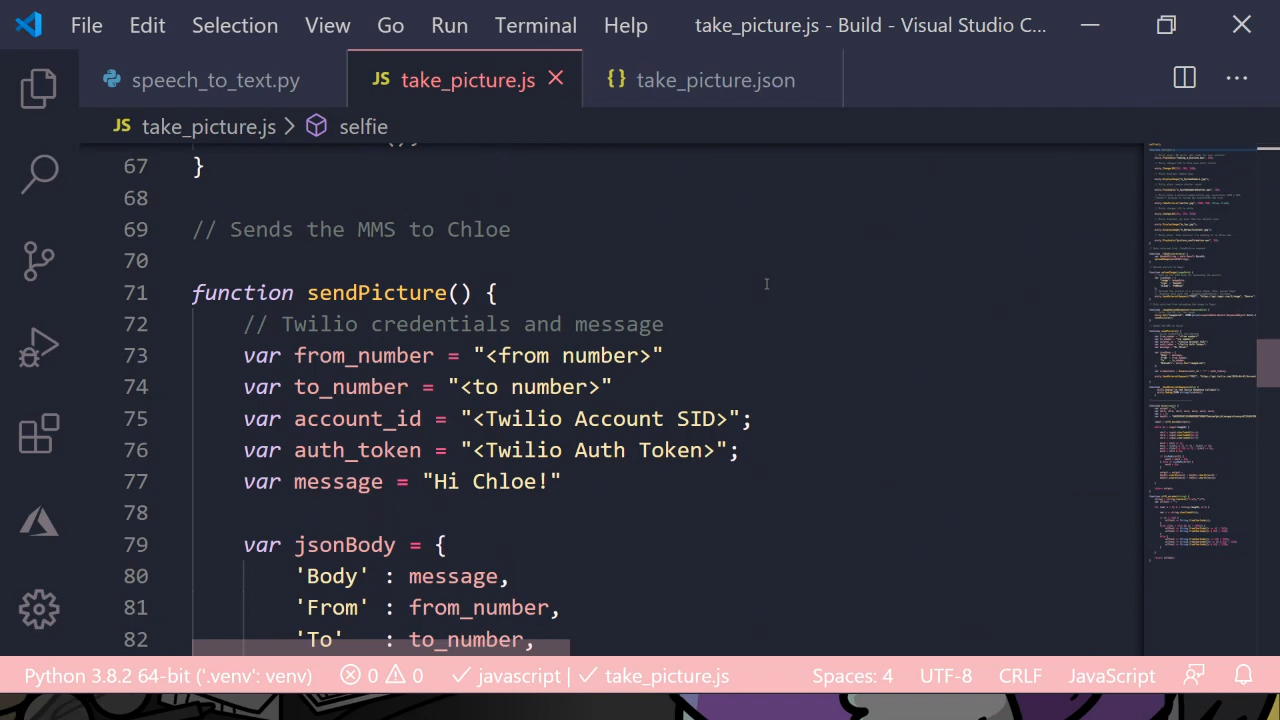 File Edit Selection View Go Run Terminal Help take_picture.js - Build - Visual Studio C...
speech_to_text.py JS take_picture.js {} take_picture.json
JS take_picture.js > selfie
67 }
68
69 // Sends the MMS to Chloe
70
71 function sendPicture() {
72 // Twilio credentials and message
73 var from_number = "<from number>"
74 var to_number = "<to number>"
75 var account_id = "<Twilio Account SID>";
76 var auth_token = "<Twilio Auth Token>";
77 var message = "Hi Chloe!"
78
79 var jsonBody = {
80 'Body' : message,
81 'From' : from_number,
82 'To' : to_number,
Python 3.8.2 64-bit ('.venv': venv) 0 0 ✓ javascript | ✓ take_picture.js Spaces: 4 UTF-8 CRLF JavaScript